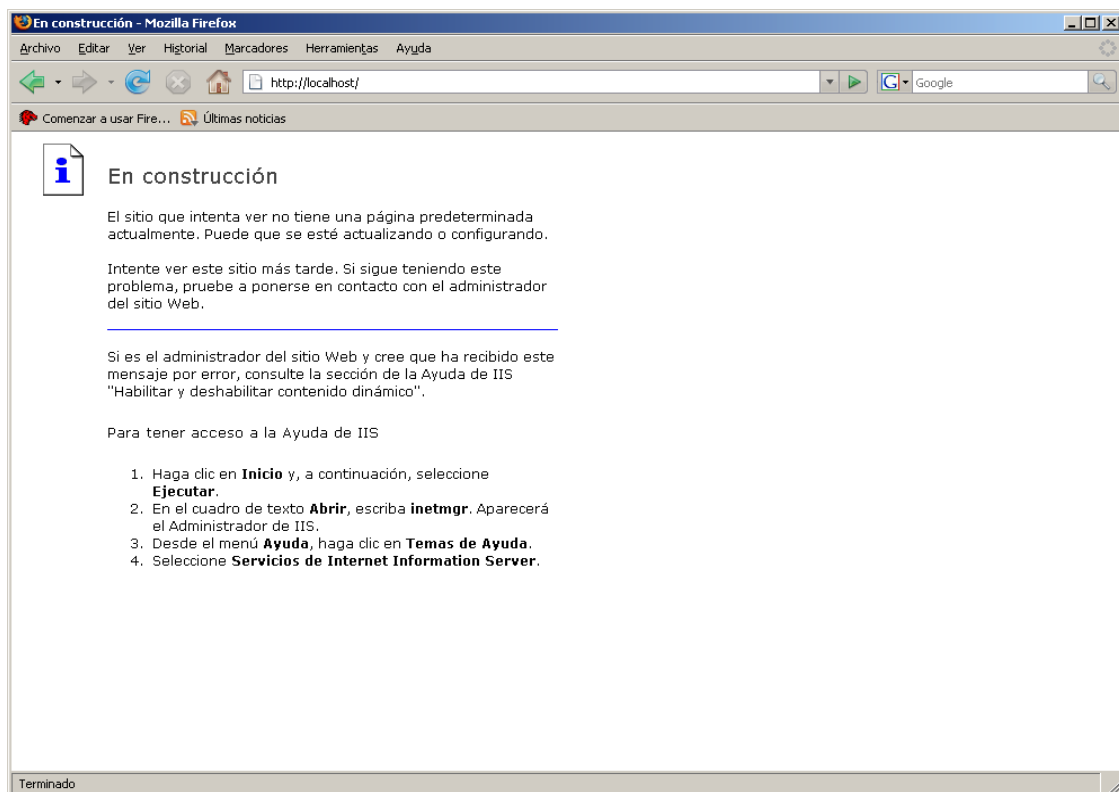 En construcción - Mozilla Firefox
Archivo Editar Ver Historial Marcadores Herramientas Ayuda
http://localhost/
G Google
Comenzar a usar Fire... Últimas noticias
i
En construcción
El sitio que intenta ver no tiene una página predeterminada
actualmente. Puede que se esté actualizando o configurando.
Intente ver este sitio más tarde. Si sigue teniendo este
problema, pruebe a ponerse en contacto con el administrador
del sitio Web.
Si es el administrador del sitio Web y cree que ha recibido este
mensaje por error, consulte la sección de la Ayuda de IIS
"Habilitar y deshabilitar contenido dinámico".
Para tener acceso a la Ayuda de IIS
1. Haga clic en Inicio y, a continuación, seleccione
Ejecutar.
2. En el cuadro de texto Abrir, escriba inetmgr. Aparecerá
el Administrador de IIS.
3. Desde el menú Ayuda, haga clic en Temas de Ayuda.
4. Seleccione Servicios de Internet Information Server.
Terminado